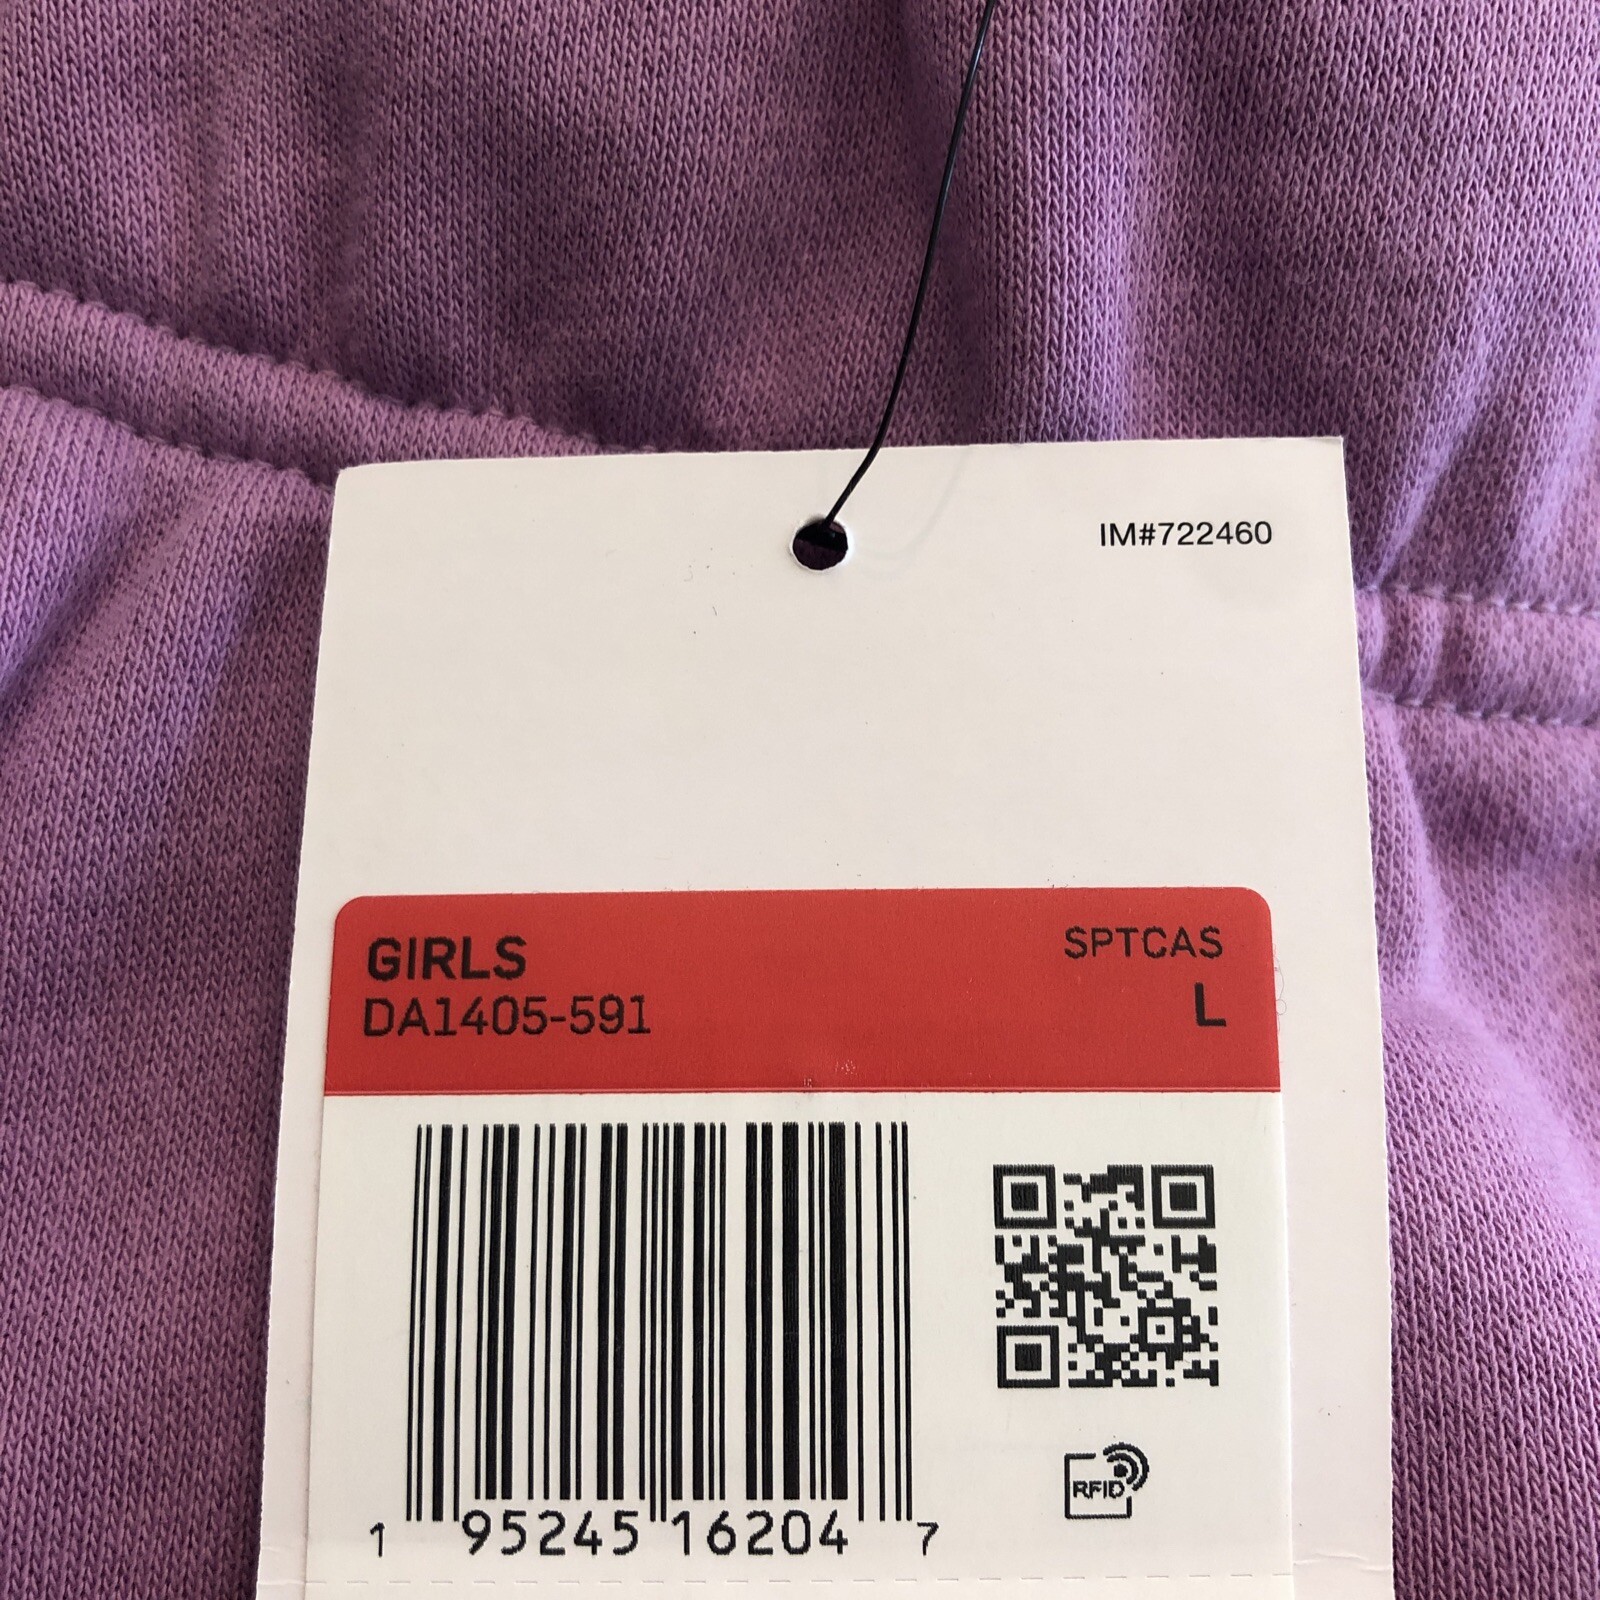 IM#722460
GIRLS SPTCAS
DA1405-591 L
RFID
1 95245 16204 7